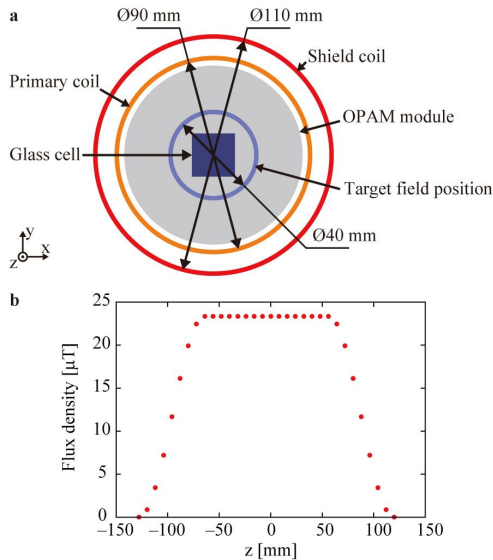 a
Ø90 mm
Ø110 mm
Shield coil
Primary coil
OPAM module
Glass cell
Target field position
Ø40 mm
y
z
x
b
25
20
15
10
5
0
Flux density [μT]
−150
−100
−50
0
50
100
150
z [mm]